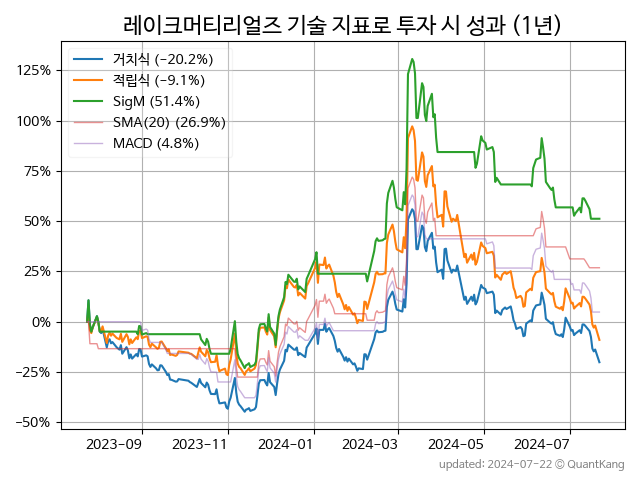 레이크머티리얼즈 기술 지표로 투자 시 성과 (1년)
거치식 (−20.2%)
적립식 (−9.1%)
SigM (51.4%)
SMA(20) (26.9%)
MACD (4.8%)
125%
100%
75%
50%
25%
0%
−25%
−50%
2023−09 2023−11 2024−01 2024−03 2024−05 2024−07
updated: 2024-07-22 © QuantKang